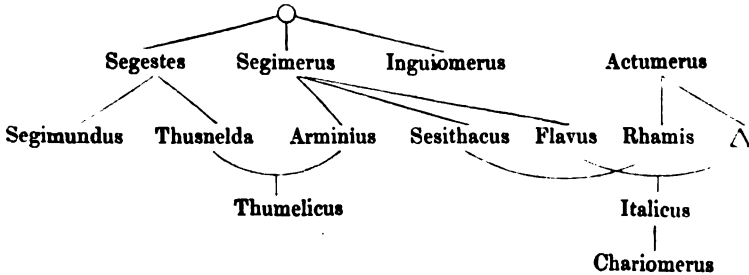 Segestes Segimerus Inguiomerus Actumerus
Segimundus Thusnelda Arminius Sesithacus Flavus Rhamis
Thumelicus Italicus
Chariomerus